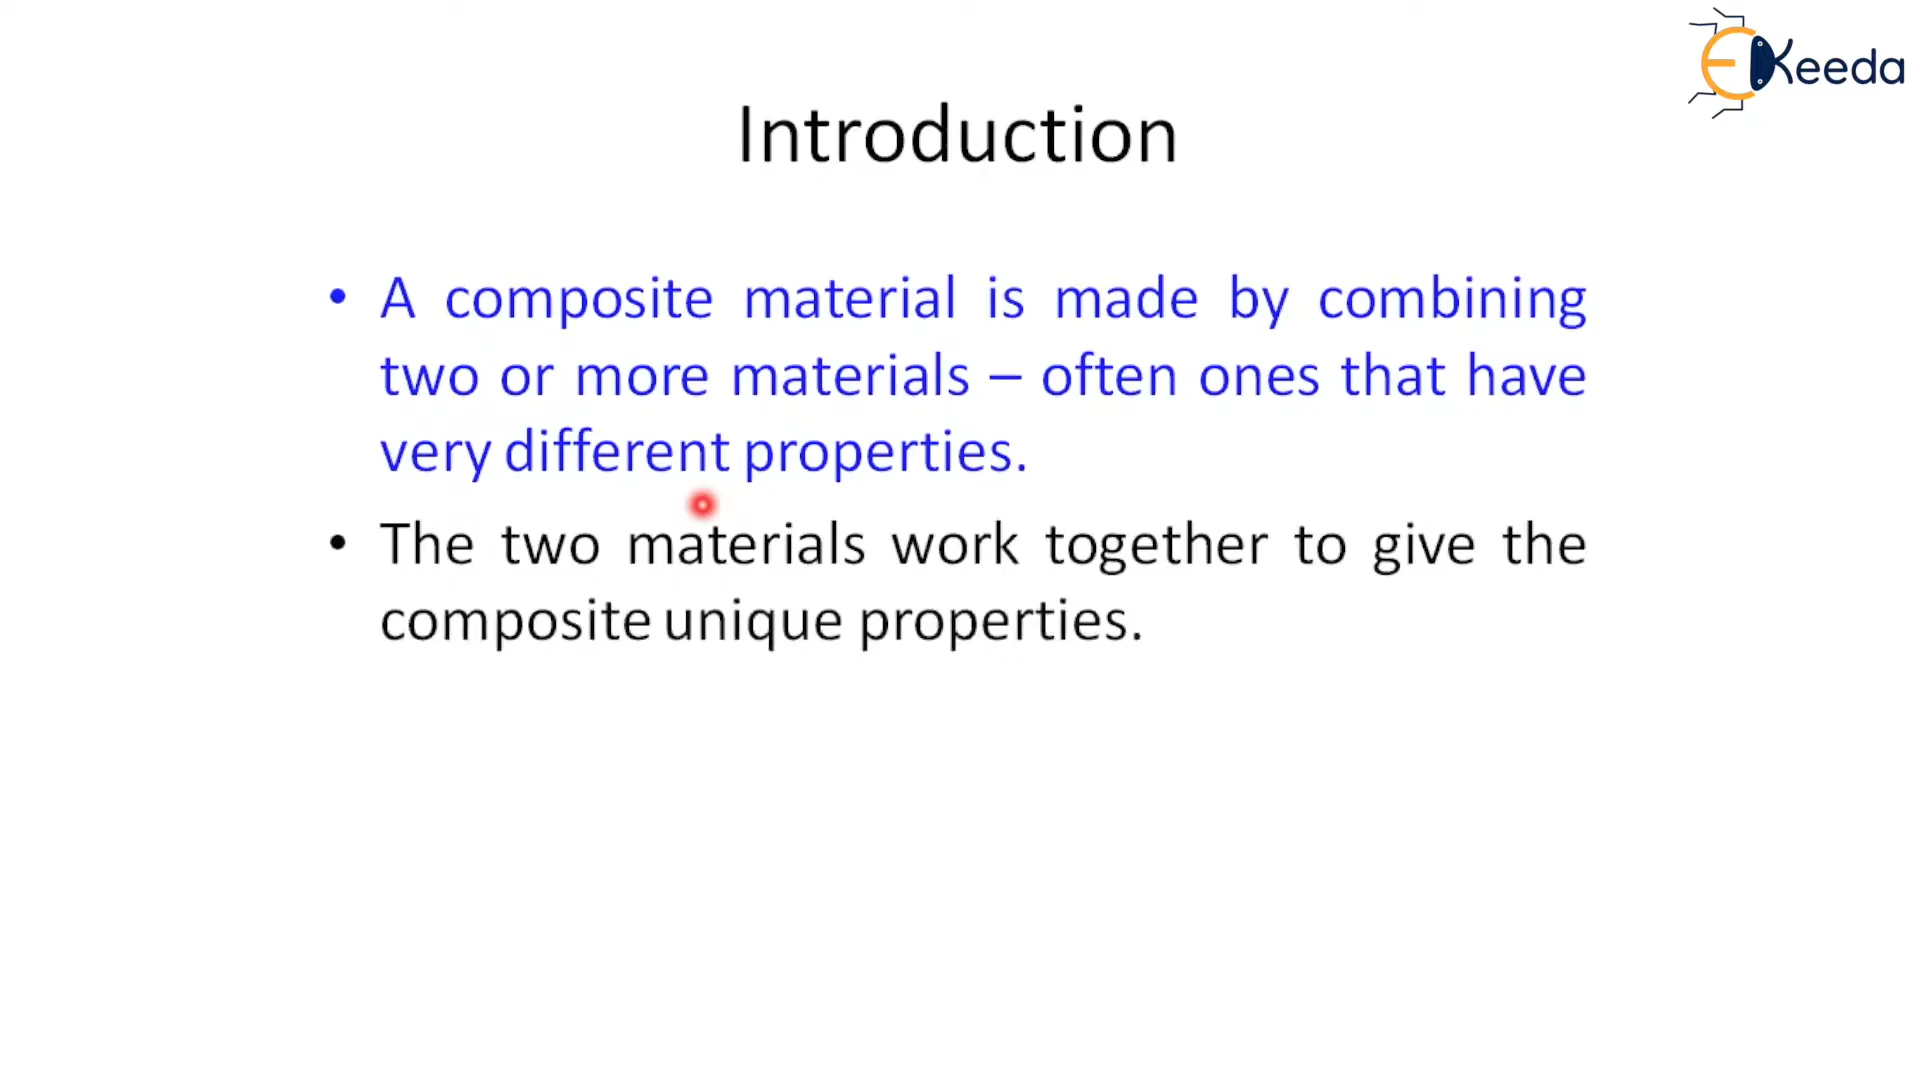 EKeeda
Introduction
• A composite material is made by combining
two or more materials – often ones that have
very different properties.
• The two materials work together to give the
composite unique properties.